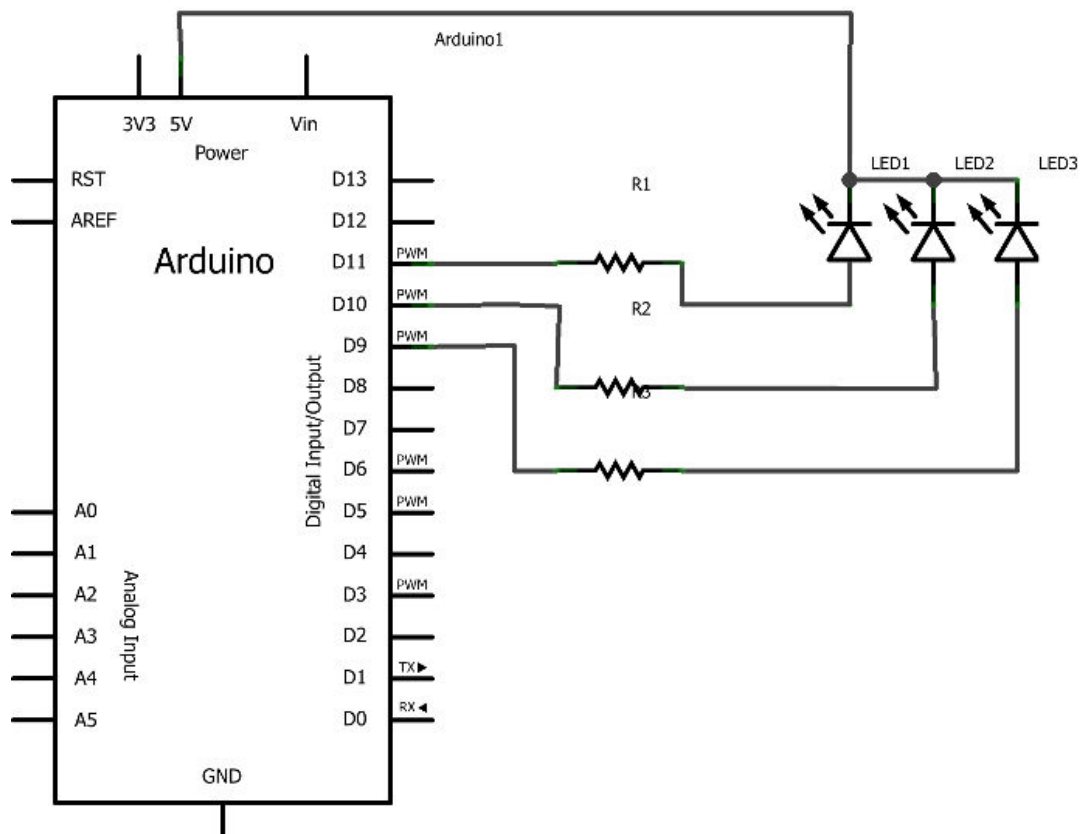 Arduino1
3V3 5V Vin
Power
RST D13
AREF D12
Arduino
D11 PWM
D10 PWM
D9 PWM
D8
D7
D6 PWM
A0 D5 PWM
A1 D4
A2 D3 PWM
A3 D2
A4 D1 TX▶
A5 D0 RX◀
Digital Input/Output
Analog Input
GND
R1
R2
R3
LED1 LED2 LED3